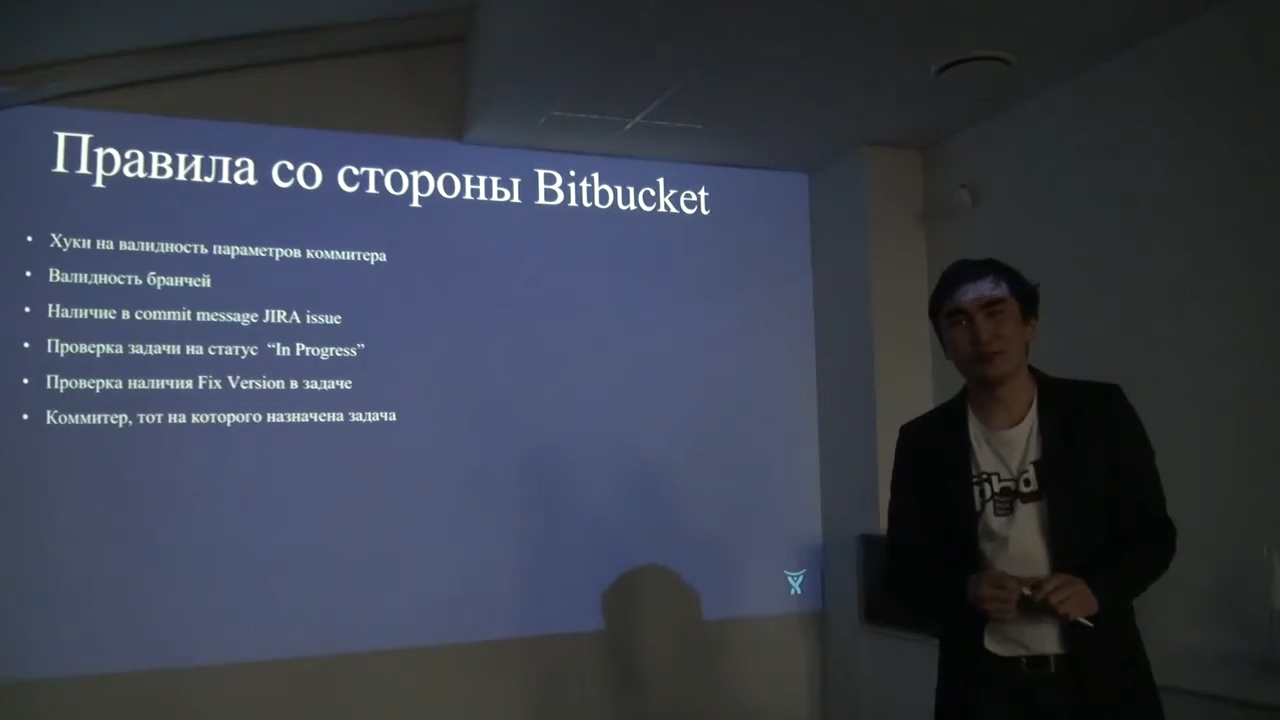 Правила со стороны Bitbucket
• Хуки на валидность параметров коммитера
• Валидность бранчей
• Наличие в commit message JIRA issue
• Проверка задачи на статус “In Progress”
• Проверка наличия Fix Version в задаче
• Коммитер, тот на которого назначена задача